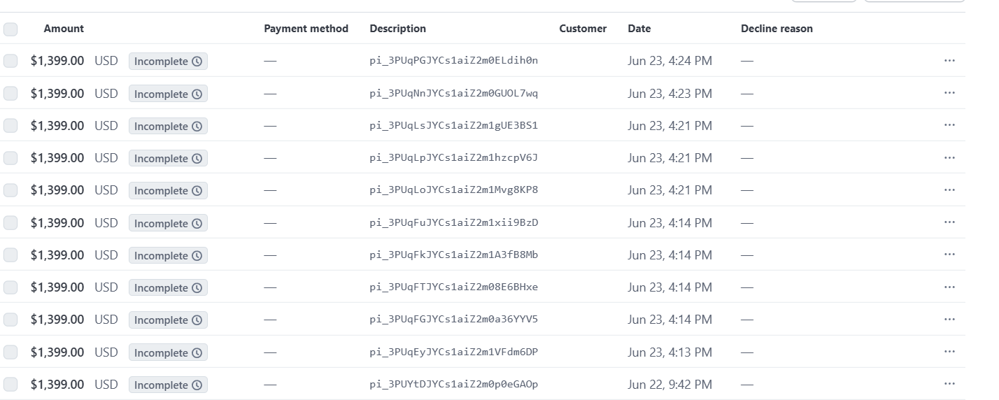 Amount Payment method Description Customer Date Decline reason
$1,399.00 USD Incomplete — pi_3PUqPGJYCs1aiZ2m0ELdih0n Jun 23, 4:24 PM — ...
$1,399.00 USD Incomplete — pi_3PUqNnJYCs1aiZ2m0GUOL7wq Jun 23, 4:23 PM — ...
$1,399.00 USD Incomplete — pi_3PUqLsJYCs1aiZ2m1gUE3BS1 Jun 23, 4:21 PM — ...
$1,399.00 USD Incomplete — pi_3PUqLpJYCs1aiZ2m1hzcpV6J Jun 23, 4:21 PM — ...
$1,399.00 USD Incomplete — pi_3PUqLoJYCs1aiZ2m1Mvg8KP8 Jun 23, 4:21 PM — ...
$1,399.00 USD Incomplete — pi_3PUqFuJYCs1aiZ2m1xii9BzD Jun 23, 4:14 PM — ...
$1,399.00 USD Incomplete — pi_3PUqFkJYCs1aiZ2m1A3fB8Mb Jun 23, 4:14 PM — ...
$1,399.00 USD Incomplete — pi_3PUqFTJYCs1aiZ2m08E6BHxe Jun 23, 4:14 PM — ...
$1,399.00 USD Incomplete — pi_3PUqFGJYCs1aiZ2m0a36YYV5 Jun 23, 4:14 PM — ...
$1,399.00 USD Incomplete — pi_3PUqEyJYCs1aiZ2m1VFdm6DP Jun 23, 4:13 PM — ...
$1,399.00 USD Incomplete — pi_3PUYtDJYCs1aiZ2m0p0eGAOp Jun 22, 9:42 PM — ...